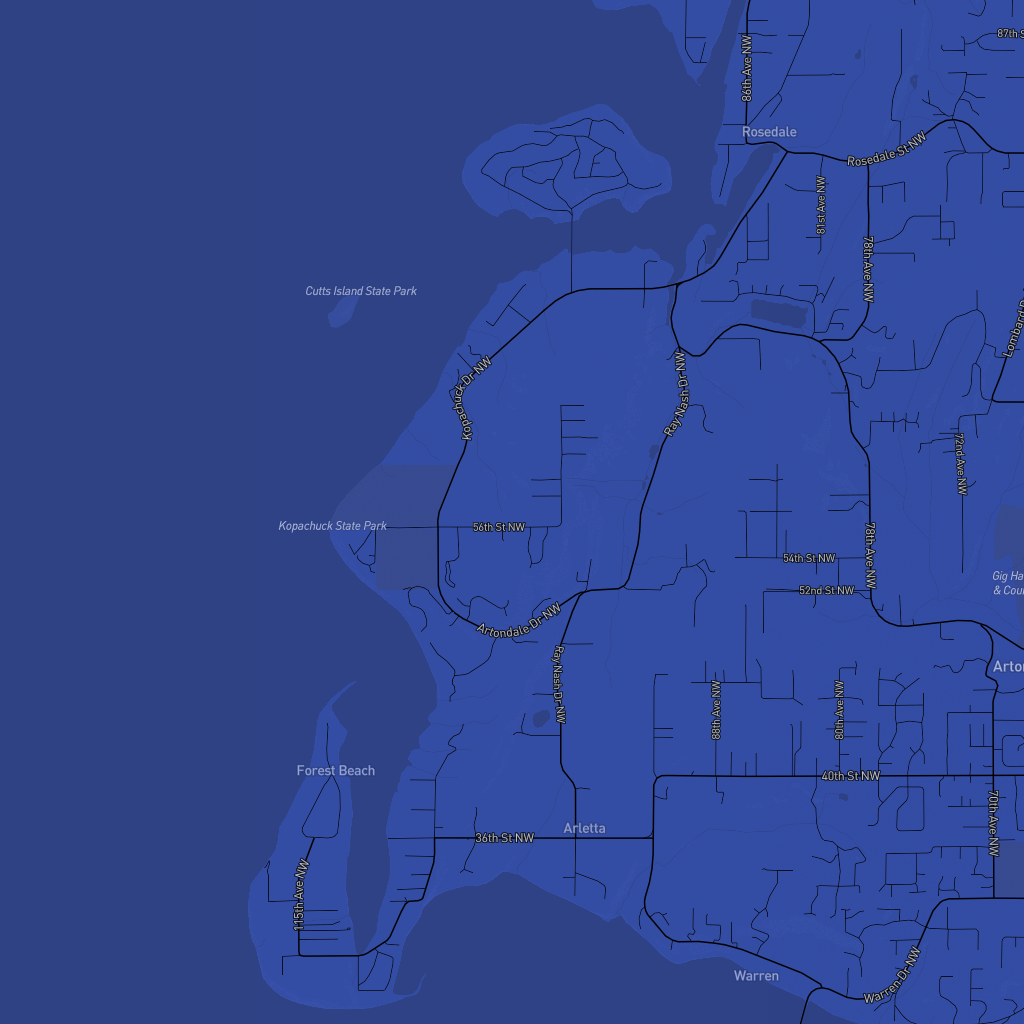 86th Ave NW
Rosedale
Rosedale St NW
81st Ave NW
78th Ave NW
Cutts Island State Park
Kopachuck Dr NW
Ray Nash Dr NW
72nd Ave NW
Kopachuck State Park
56th St NW
54th St NW
78th Ave NW
52nd St NW
Artondale Dr NW
Ray Nash Dr NW
88th Ave NW
80th Ave NW
Forest Beach
40th St NW
70th Ave NW
Arletta
36th St NW
115th Ave NW
Warren
Warren Dr NW
87th S
Lombard D
Gig Ha
& Cou
Arton